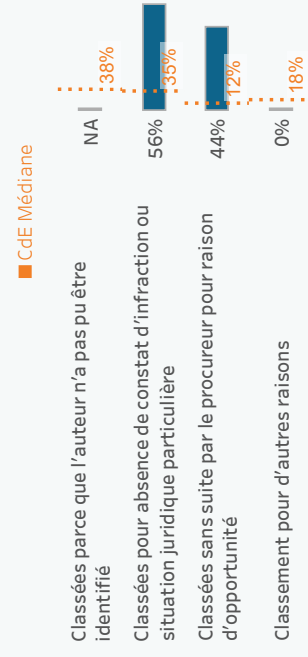 CdE Médiane
Classées parce que l'auteur n'a pas pu être
identifié
NA
38%
Classées pour absence de constat d'infraction ou
situation juridique particulière
56%
35%
Classées sans suite par le procureur pour raison
d'opportunité
44%
12%
Classement pour d'autres raisons
0%
18%